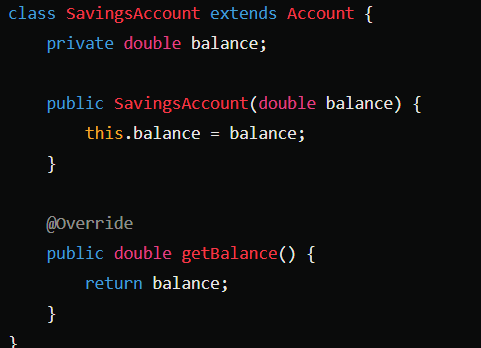 class SavingsAccount extends Account {
    private double balance;

    public SavingsAccount(double balance) {
        this.balance = balance;
    }

    @Override
    public double getBalance() {
        return balance;
    }
}